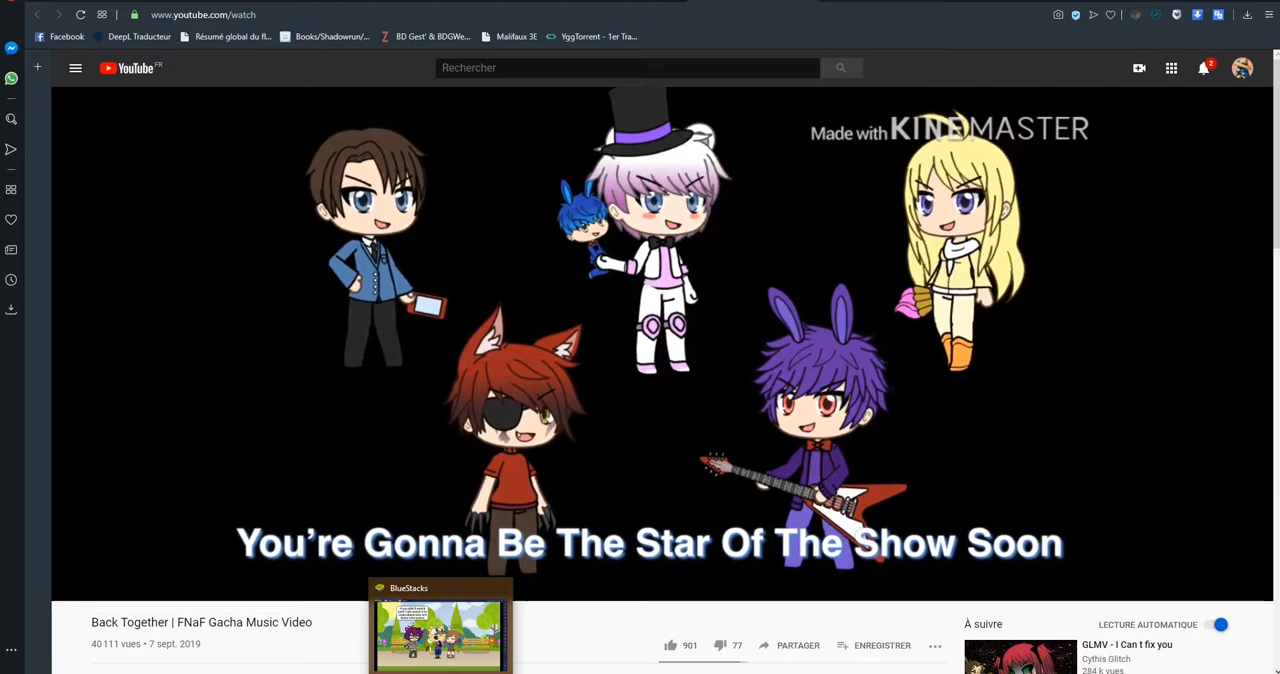 www.youtube.com/watch
Facebook DeepL Traducteur Résumé global du fl... Books/Shadowrun/... BD Gest' & BDGWe... Malifaux 3E YggTorrent - 1er Tra...
YouTube FR
Rechercher
2
Made with KINEMASTER
You're Gonna Be The Star Of The Show Soon
BlueStacks
Back Together | FNaF Gacha Music Video
40 111 vues • 7 sept. 2019
901 77 PARTAGER ENREGISTRER
À suivre
LECTURE AUTOMATIQUE
GLMV - I Can t fix you
Cythis Glitch
284 k vues